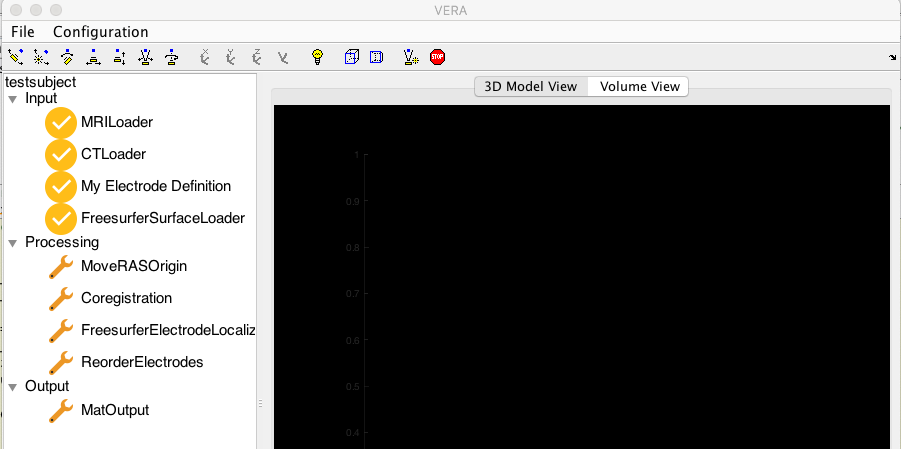 VERA
File Configuration
STOP
testsubject
3D Model View Volume View
Input
MRILoader
CTLoader
My Electrode Definition
FreesurferSurfaceLoader
Processing
MoveRASOrigin
Coregistration
FreesurferElectrodeLocaliz
ReorderElectrodes
Output
MatOutput
1
0.9
0.8
0.7
0.6
0.5
0.4